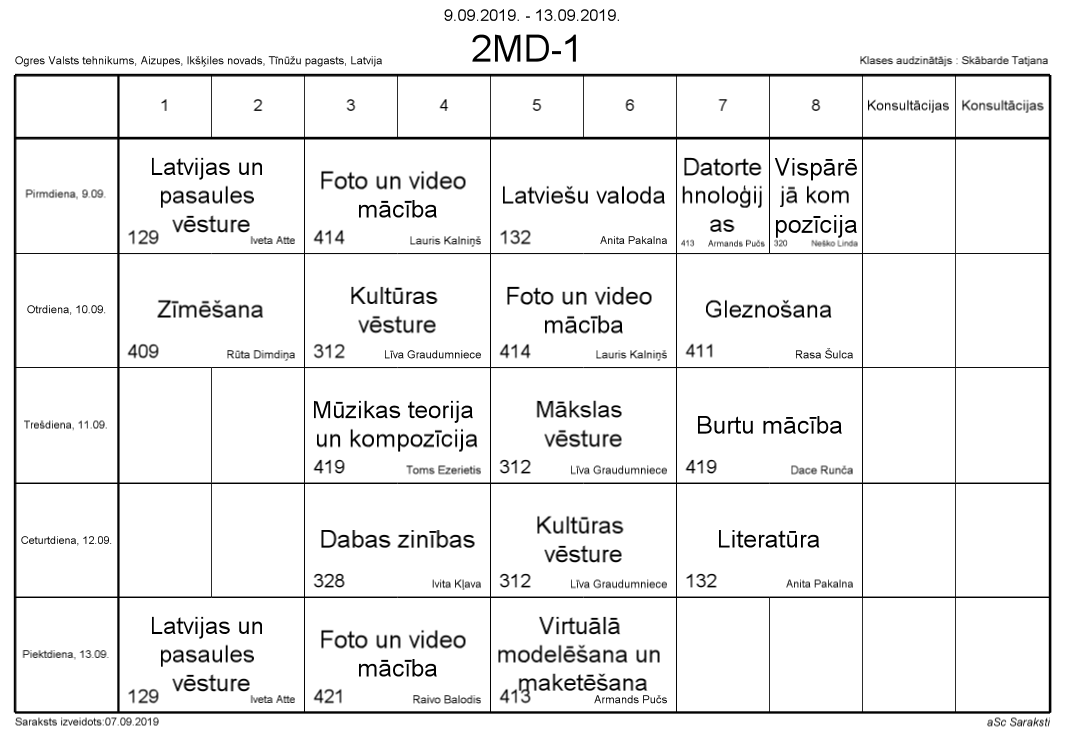 9.09.2019. - 13.09.2019.
2MD-1
Ogres Valsts tehnikums, Aizupes, Ikšķiles novads, Tīnūžu pagasts, Latvija
Klases audzinātājs : Skābarde Tatjana
1 2 3 4 5 6 7 8 Konsultācijas Konsultācijas
Pirmdiena, 9.09.
Latvijas un
pasaules
vēsture
129 Iveta Atte
Foto un video
mācība
414 Lauris Kalniņš
Latviešu valoda
132 Anita Pakalna
Datorte
hnoloģij
as
413 Armands Pučs
Vispārē
jā kom
pozīcija
320 Neško Linda
Otrdiena, 10.09.
Zīmēšana
409 Rūta Dimdiņa
Kultūras
vēsture
312 Līva Graudumniece
Foto un video
mācība
414 Lauris Kalniņš
Gleznošana
411 Rasa Šulca
Trešdiena, 11.09.
Mūzikas teorija
un kompozīcija
419 Toms Ezerietis
Mākslas
vēsture
312 Līva Graudumniece
Burtu mācība
419 Dace Runča
Ceturtdiena, 12.09.
Dabas zinības
328 Ivita Kļava
Kultūras
vēsture
312 Līva Graudumniece
Literatūra
132 Anita Pakalna
Piektdiena, 13.09.
Latvijas un
pasaules
vēsture
129 Iveta Atte
Foto un video
mācība
421 Raivo Balodis
Virtuālā
modelēšana un
maketēšana
413 Armands Pučs
Saraksts izveidots:07.09.2019
aSc Saraksti